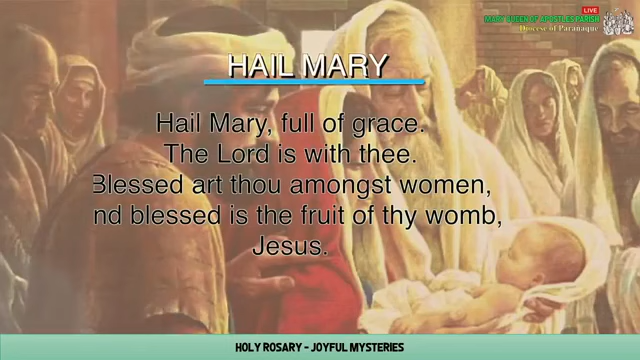 LIVE
MARY QUEEN OF APOSTLES PARISH
Diocese of Parañaque
HAIL MARY
Hail Mary, full of grace.
The Lord is with thee.
Blessed art thou amongst women,
nd blessed is the fruit of thy womb,
Jesus.
HOLY ROSARY - JOYFUL MYSTERIES